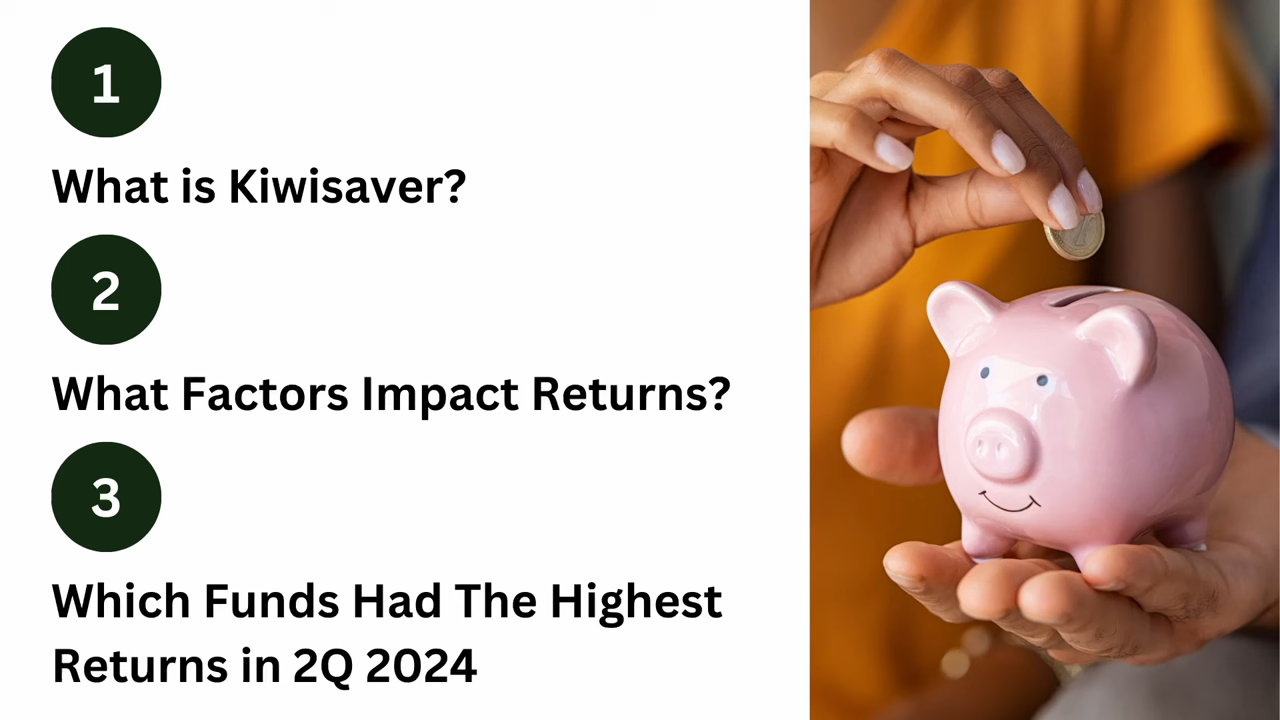 1
What is Kiwisaver?
2
What Factors Impact Returns?
3
Which Funds Had The Highest
Returns in 2Q 2024